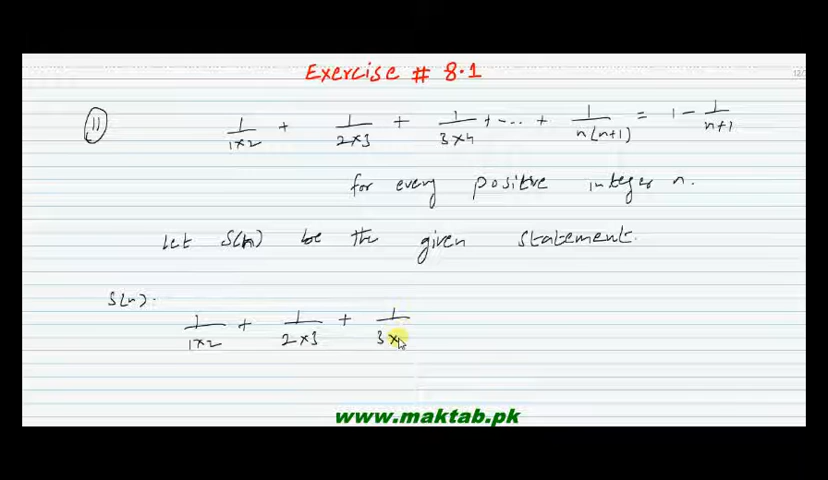 Exercise # 8.1
(11) 1/1×2 + 1/2×3 + 1/3×4 + --- + 1/n(n+1) = 1 - 1/n+1
for every positive integer n.
Let S(n) be the given statement.
S(n):
1/1×2 + 1/2×3 + 1/3×
www.maktab.pk